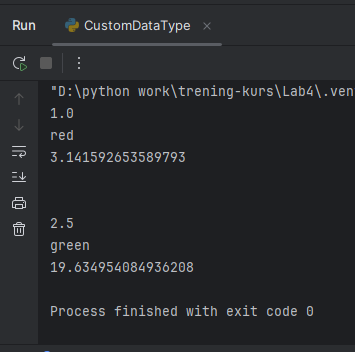 Run CustomDataType
"D:\python work\trening-kurs\Lab4\.ven
1.0
red
3.141592653589793
2.5
green
19.634954084936208
Process finished with exit code 0